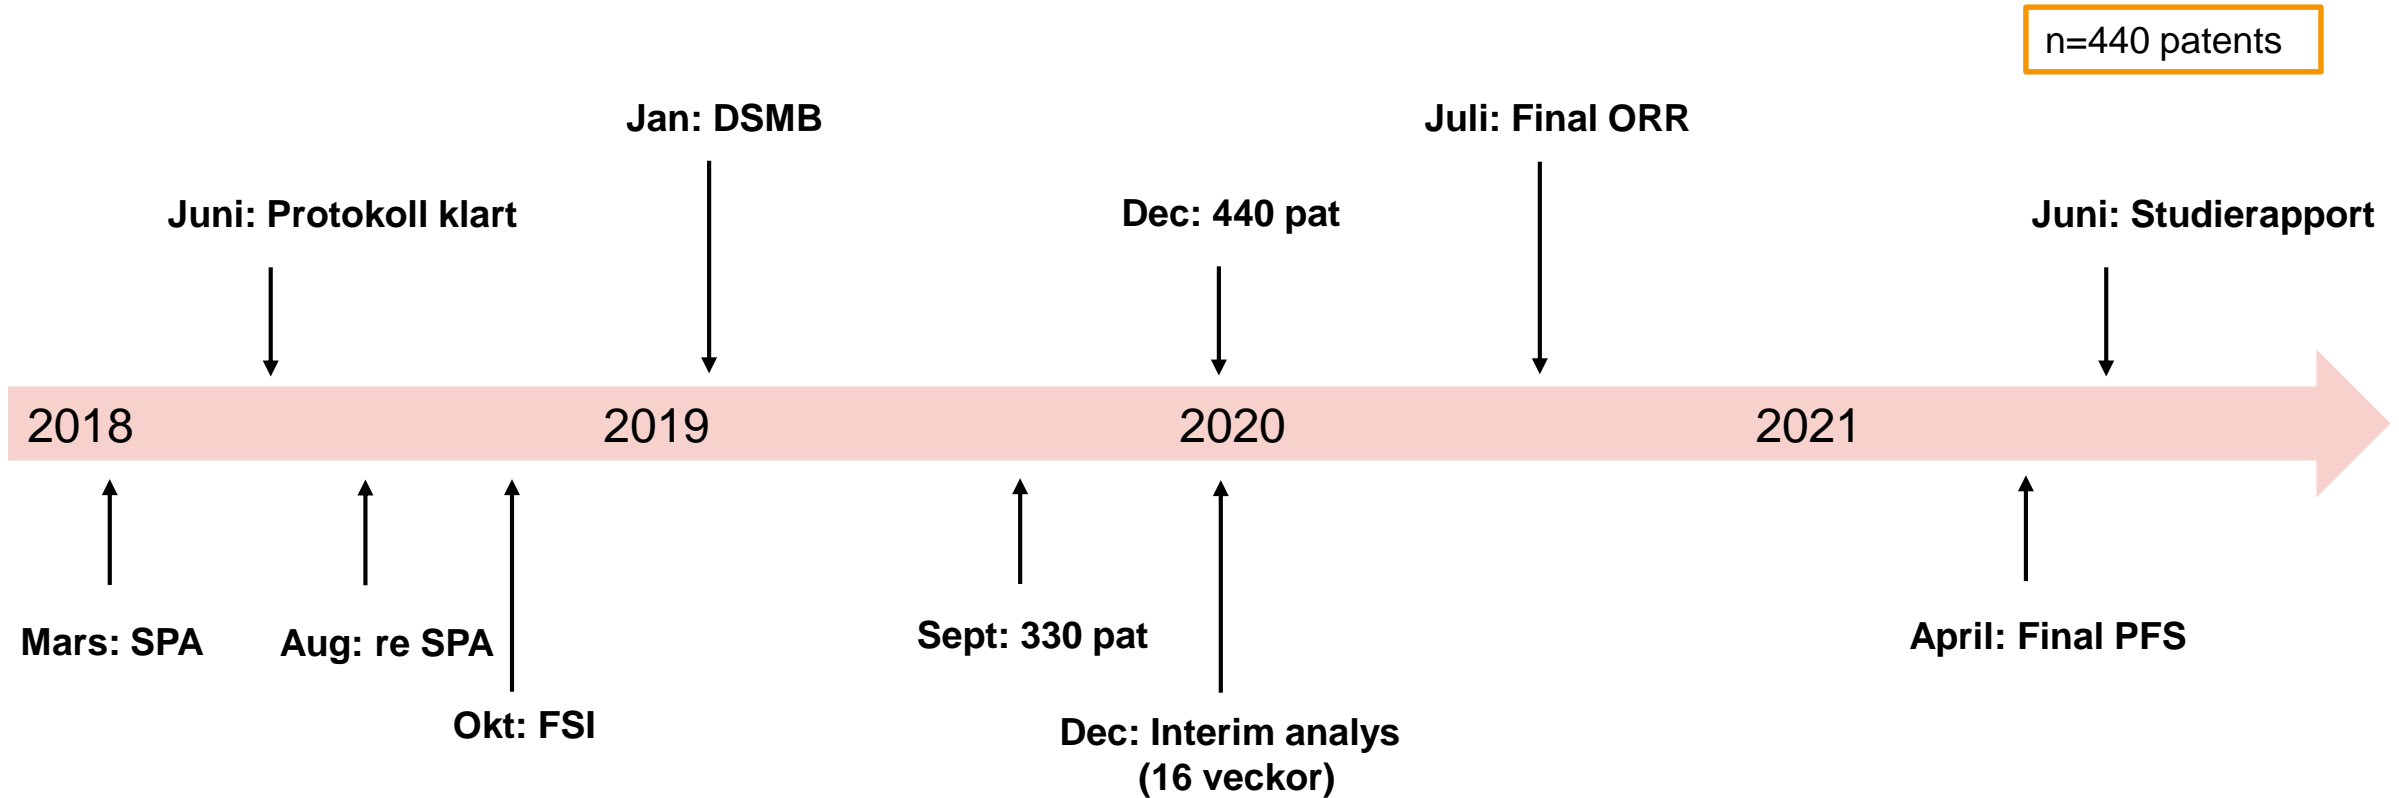 n=440 patents
Jan: DSMB
Juli: Final ORR
Juni: Protokoll klart
Dec: 440 pat
Juni: Studierapport
2018
2019
2020
2021
Mars: SPA
Aug: re SPA
Sept: 330 pat
April: Final PFS
Okt: FSI
Dec: Interim analys
(16 veckor)